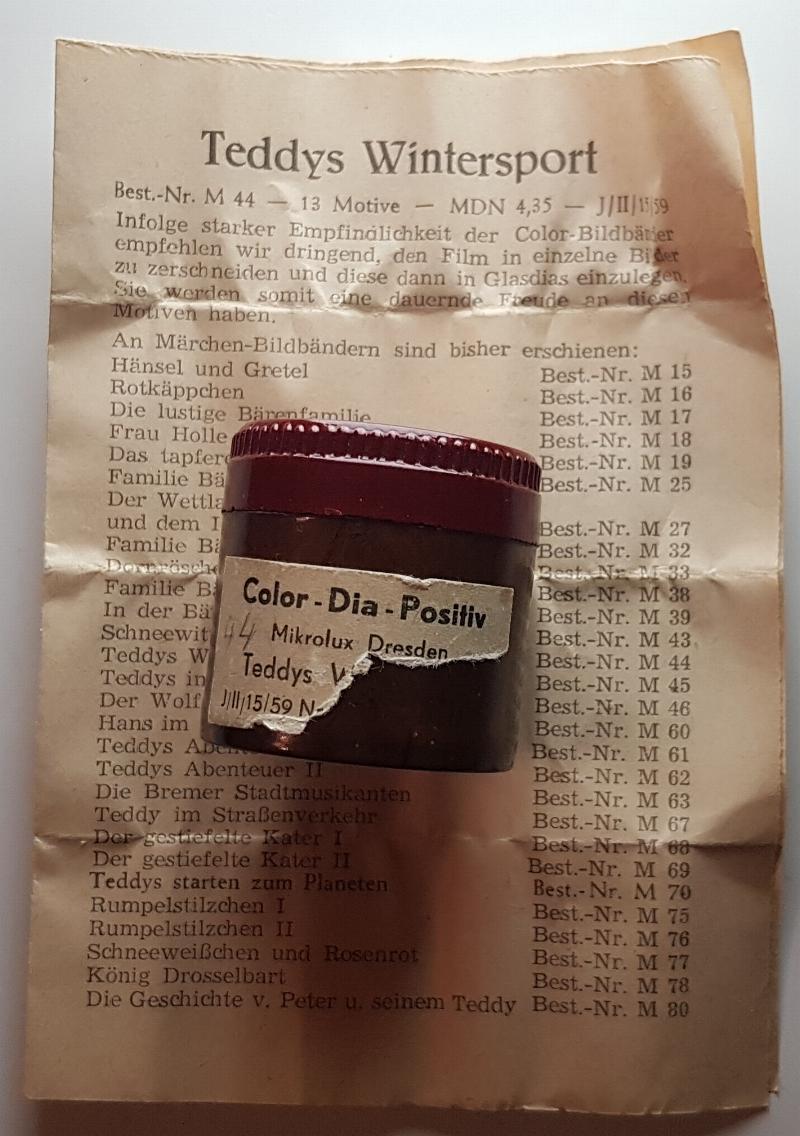 Teddys Wintersport
Best.-Nr. M 44 — 13 Motive — MDN 4,35 — J/II/15/59
Infolge starker Empfindlichkeit der Color-Bildbänder
empfehlen wir dringend, den Film in einzelne Bilder
zu zerschneiden und diese dann in Glasdias einzulegen.
Sie werden somit eine dauernde Freude an diesen
Motiven haben.
An Märchen-Bildbändern sind bisher erschienen:
Hänsel und Gretel Best.-Nr. M 15
Rotkäppchen Best.-Nr. M 16
Die lustige Bärenfamilie Best.-Nr. M 17
Frau Holle Best.-Nr. M 18
Das tapfere Best.-Nr. M 19
Familie Bä Best.-Nr. M 25
Der Wettla
und dem I Best.-Nr. M 27
Familie Bä Best.-Nr. M 32
Dornrösche Best.-Nr. M 33
Familie Bä Best.-Nr. M 38
In der Bä Best.-Nr. M 39
Schneewit Best.-Nr. M 43
Teddys W Best.-Nr. M 44
Teddys in Best.-Nr. M 45
Der Wolf Best.-Nr. M 46
Hans im Best.-Nr. M 60
Teddys Abent Best.-Nr. M 61
Teddys Abenteuer II Best.-Nr. M 62
Die Bremer Stadtmusikanten Best.-Nr. M 63
Teddy im Straßenverkehr Best.-Nr. M 67
Der gestiefelte Kater I Best.-Nr. M 68
Der gestiefelte Kater II Best.-Nr. M 69
Teddys starten zum Planeten Best.-Nr. M 70
Rumpelstilzchen I Best.-Nr. M 75
Rumpelstilzchen II Best.-Nr. M 76
Schneeweißchen und Rosenrot Best.-Nr. M 77
König Drosselbart Best.-Nr. M 78
Die Geschichte v. Peter u. seinem Teddy Best.-Nr. M 80
Color-Dia-Positiv
44 Mikrolux Dresden
Teddys W
J/II/15/59 N-